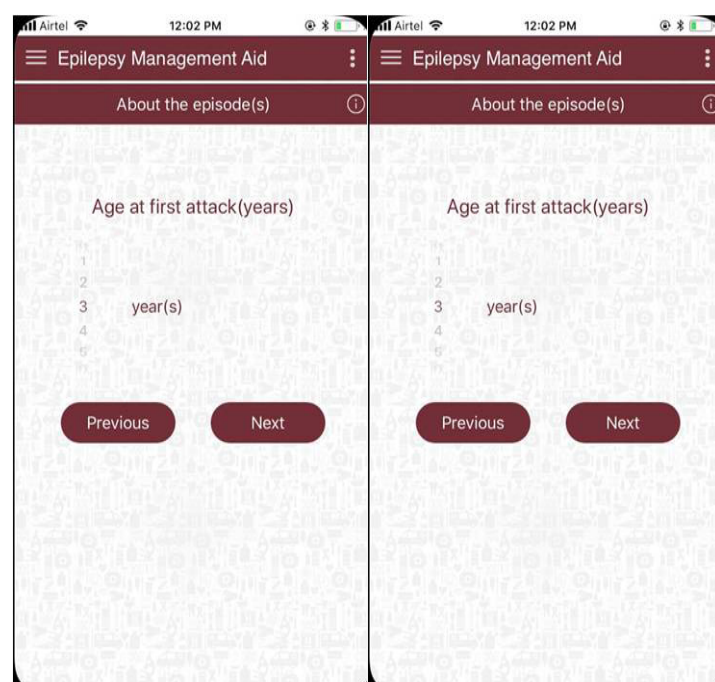 Airtel 12:02 PM
Epilepsy Management Aid
About the episode(s)
Age at first attack(years)
1
2
3 year(s)
4
5
Previous Next
Airtel 12:02 PM
Epilepsy Management Aid
About the episode(s)
Age at first attack(years)
1
2
3 year(s)
4
5
Previous Next